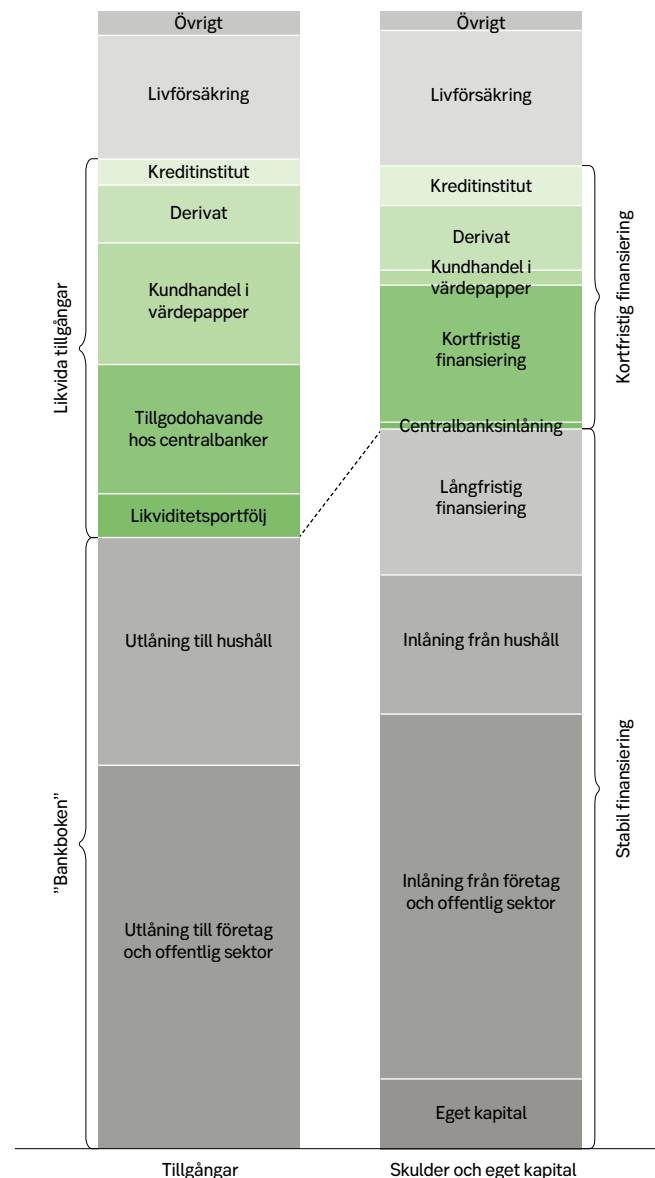 Övrigt
Livförsäkring
Kreditinstitut
Derivat
Kundhandel i
värdepapper
Tillgodohavande
hos centralbanker
Likviditetsportfölj
Utlåning till hushåll
Utlåning till företag
och offentlig sektor
Likvida tillgångar
”Bankboken”
Tillgångar
Övrigt
Livförsäkring
Kreditinstitut
Derivat
Kundhandel i
värdepapper
Kortfristig
finansiering
Centralbanksinlåning
Långfristig
finansiering
Inlåning från hushåll
Inlåning från företag
och offentlig sektor
Eget kapital
Kortfristig finansiering
Stabil finansiering
Skulder och eget kapital